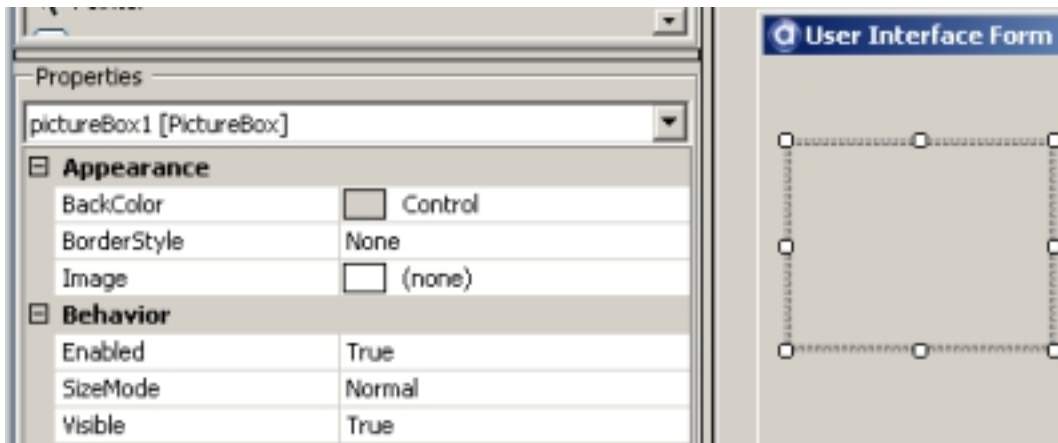 User Interface Form
Properties
pictureBox1 [PictureBox]
Appearance
BackColor Control
BorderStyle None
Image (none)
Behavior
Enabled True
SizeMode Normal
Visible True